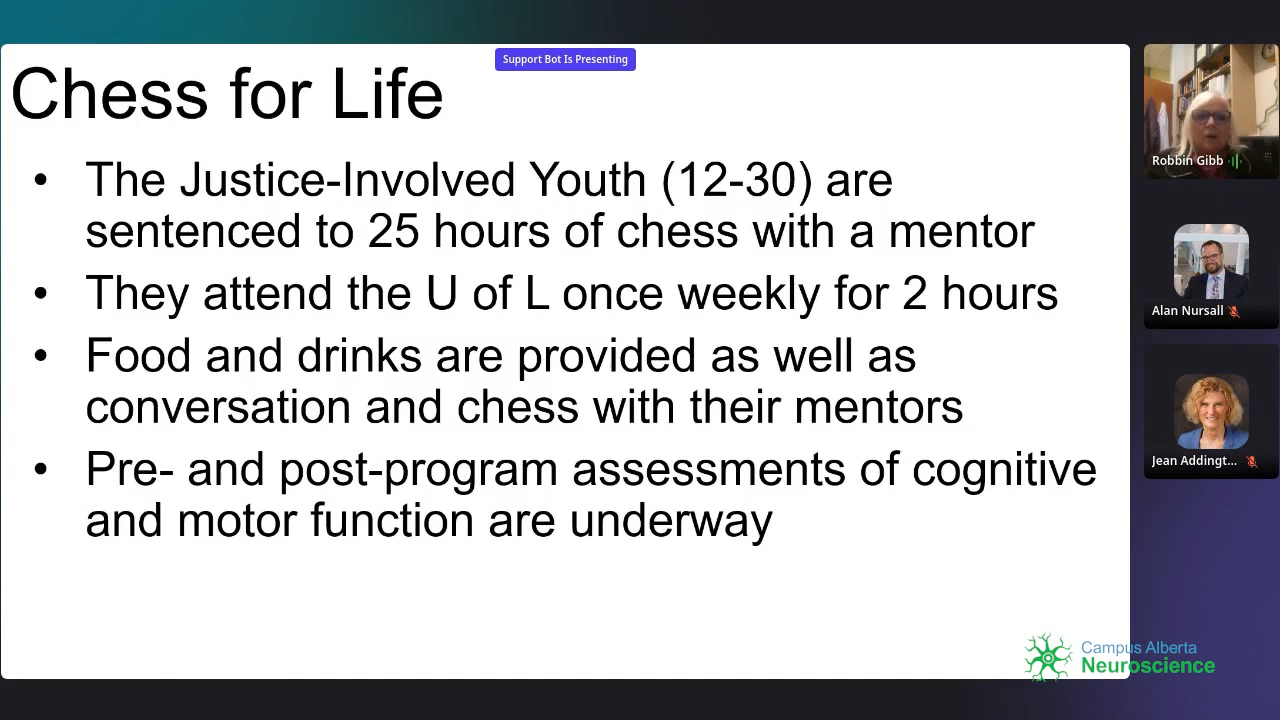 Support Bot Is Presenting
Chess for Life
• The Justice-Involved Youth (12-30) are
sentenced to 25 hours of chess with a mentor
• They attend the U of L once weekly for 2 hours
• Food and drinks are provided as well as
conversation and chess with their mentors
• Pre- and post-program assessments of cognitive
and motor function are underway
Robbin Gibb
Alan Nursall
Jean Addingt...
Campus Alberta
Neuroscience